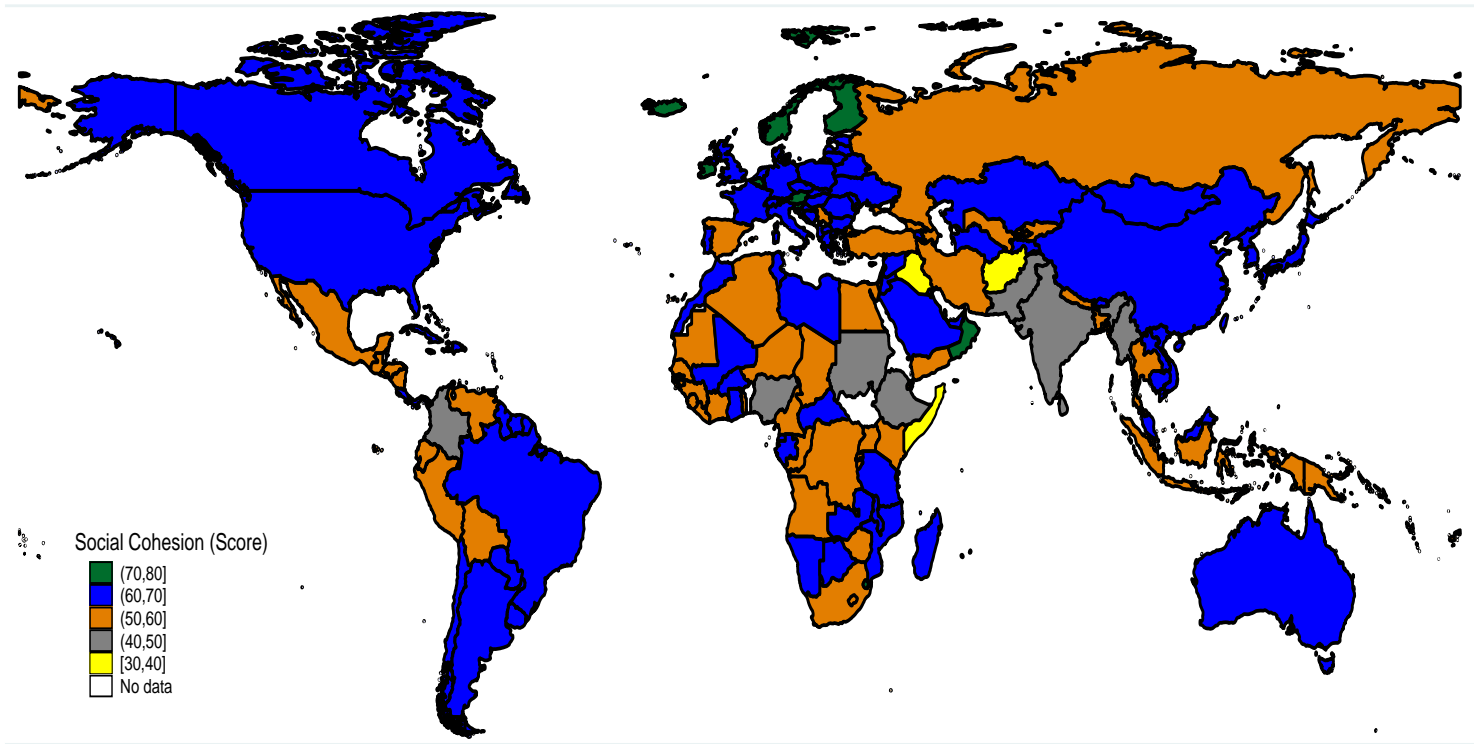 Social Cohesion (Score)
(70,80]
(60,70]
(50,60]
(40,50]
[30,40]
No data